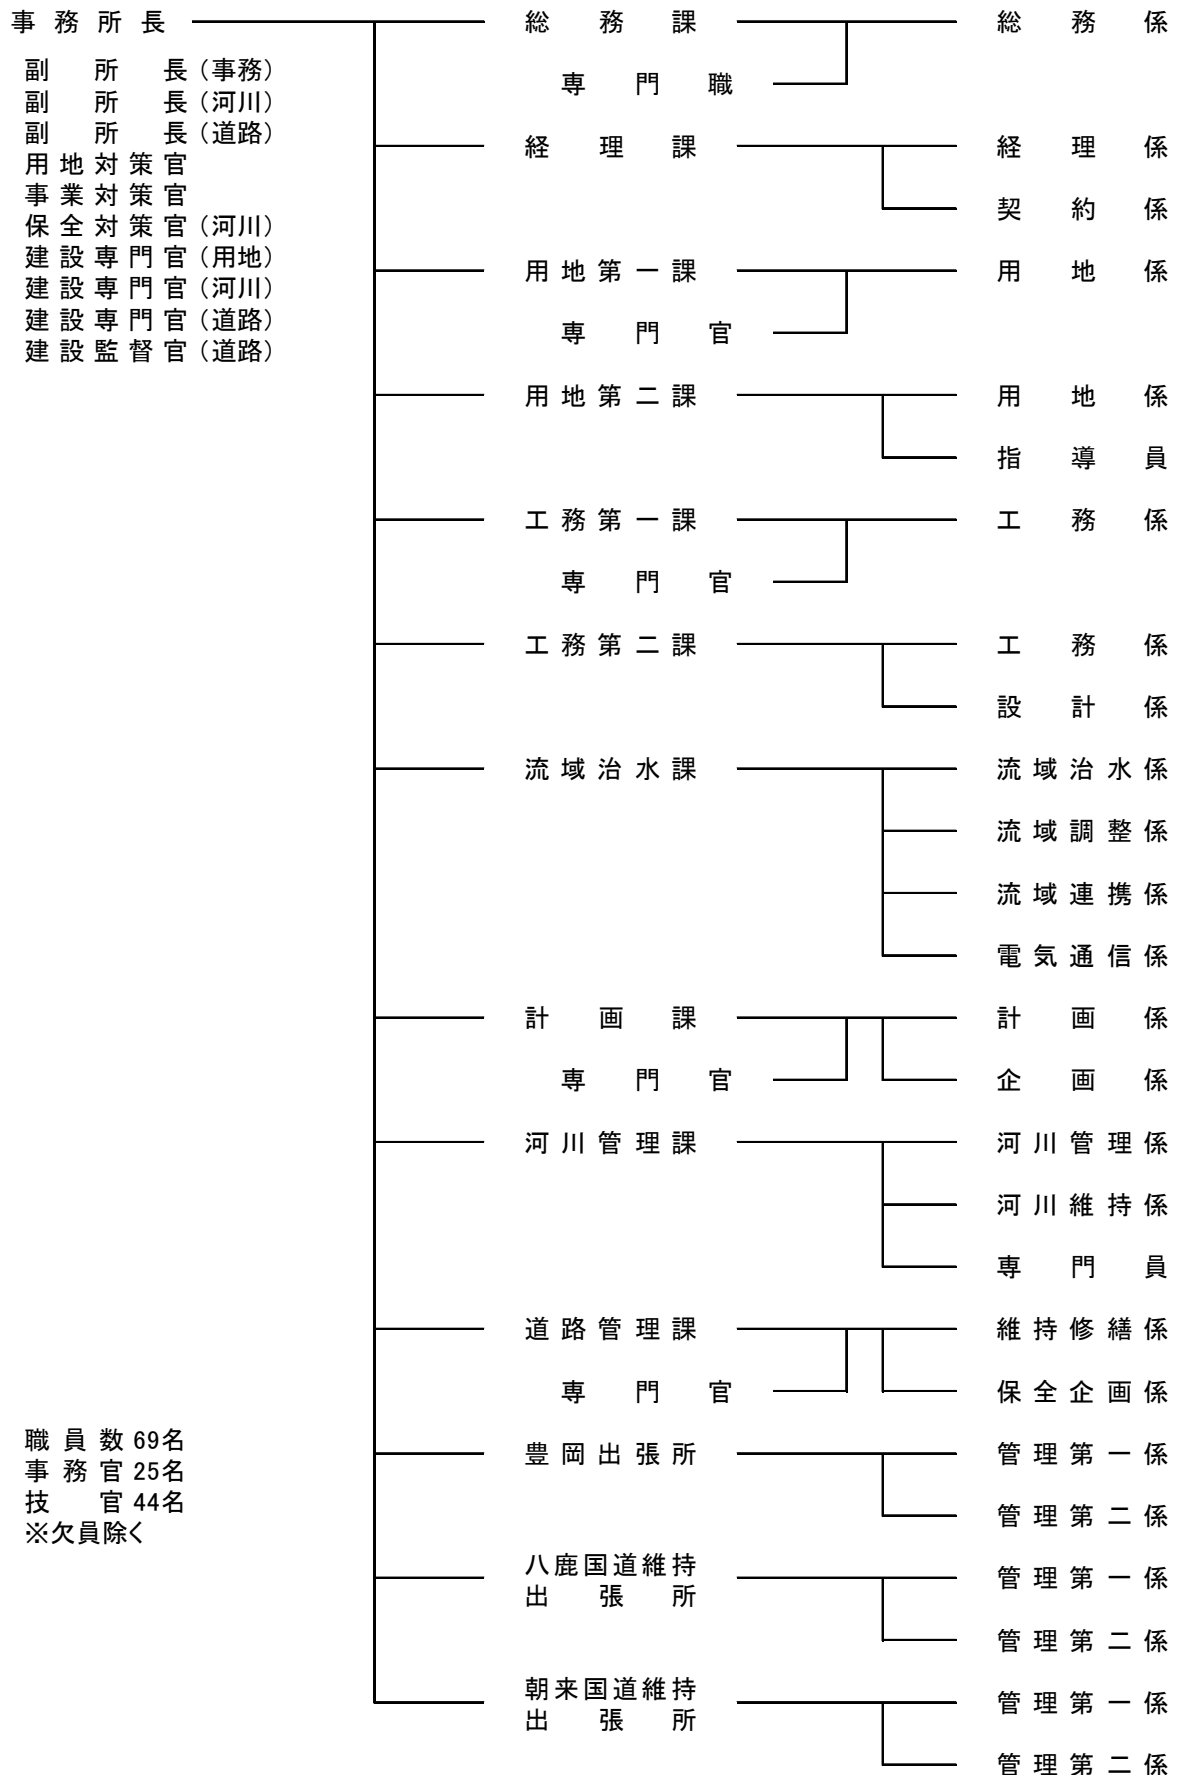 事務所長 総務課 総務係
副所長（事務）
副所長（河川） 専門職
副所長（道路） 経理課 経理係
用地対策官
事業対策官 契約係
保全対策官（河川）
建設専門官（用地） 用地第一課 用地係
建設専門官（河川）
建設専門官（道路） 専門官
建設監督官（道路）
用地第二課 用地係
指導員
工務第一課 工務係
専門官
工務第二課 工務係
設計係
流域治水課 流域治水係
流域調整係
流域連携係
電気通信係
計画課 計画係
専門官 企画係
河川管理課 河川管理係
河川維持係
専門員
道路管理課 維持修繕係
専門官 保全企画係
職員数 69名 豊岡出張所 管理第一係
事務官 25名
技官 44名 管理第二係
※欠員除く
八鹿国道維持
出張所 管理第一係
管理第二係
朝来国道維持
出張所 管理第一係
管理第二係